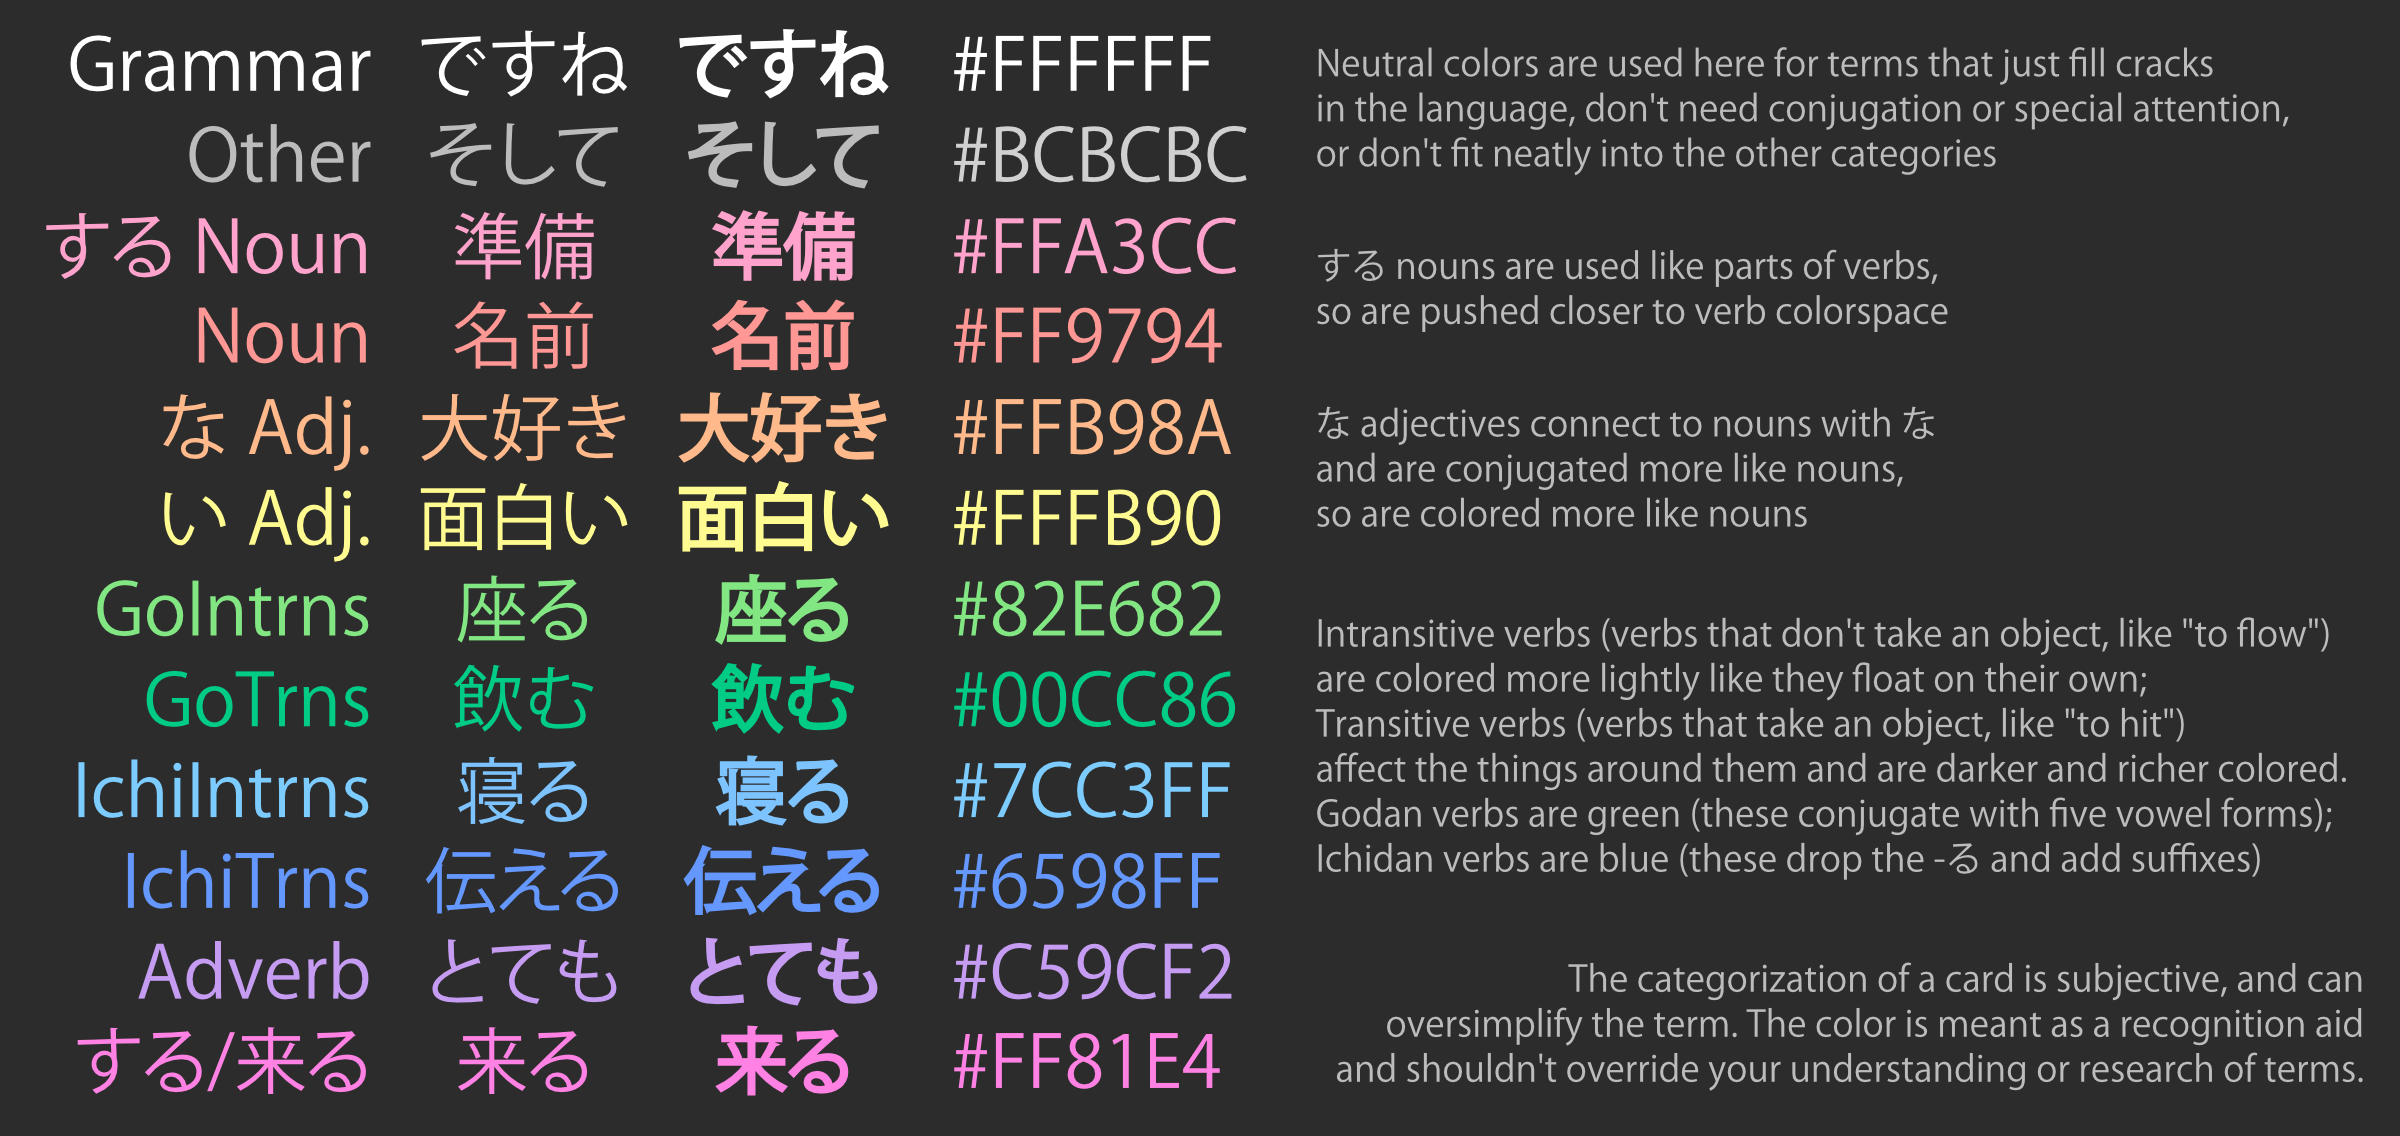 Grammar ですね ですね #FFFFFF
Other そして そして #BCBCBC
する Noun 準備 準備 #FFA3CC
Noun 名前 名前 #FF9794
な Adj. 大好き 大好き #FFB98A
い Adj. 面白い 面白い #FFFB90
GoIntrns 座る 座る #82E682
GoTrns 飲む 飲む #00CC86
IchiIntrns 寝る 寝る #7CC3FF
IchiTrns 伝える 伝える #6598FF
Adverb とても とても #C59CF2
する/来る 来る 来る #FF81E4
Neutral colors are used here for terms that just fill cracks
in the language, don't need conjugation or special attention,
or don't fit neatly into the other categories
する nouns are used like parts of verbs,
so are pushed closer to verb colorspace
な adjectives connect to nouns with な
and are conjugated more like nouns,
so are colored more like nouns
Intransitive verbs (verbs that don't take an object, like "to flow")
are colored more lightly like they float on their own;
Transitive verbs (verbs that take an object, like "to hit")
affect the things around them and are darker and richer colored.
Godan verbs are green (these conjugate with five vowel forms);
Ichidan verbs are blue (these drop the -る and add suffixes)
The categorization of a card is subjective, and can
oversimplify the term. The color is meant as a recognition aid
and shouldn't override your understanding or research of terms.